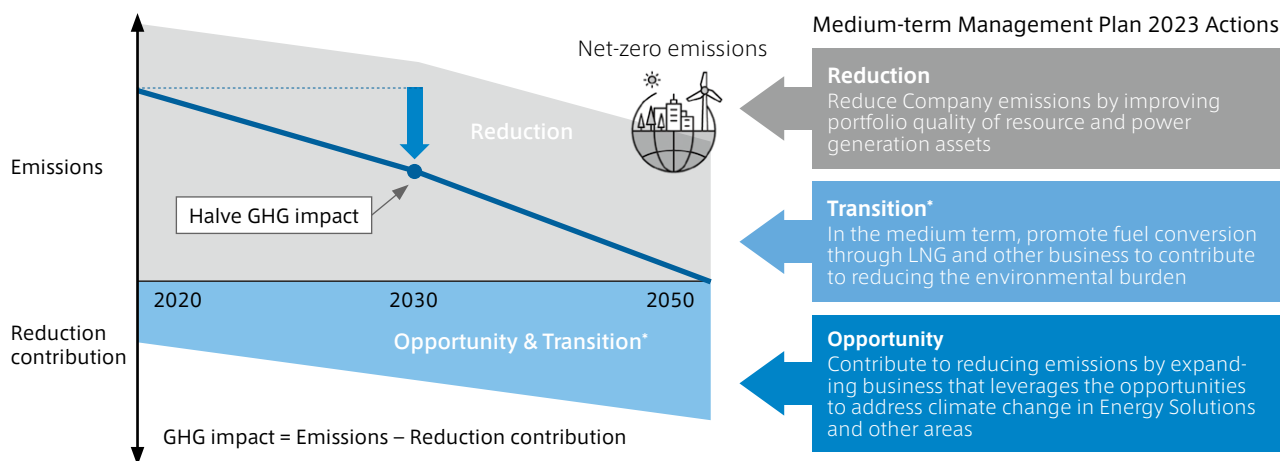 Medium-term Management Plan 2023 Actions
Net-zero emissions
Reduction
Reduce Company emissions by improving
portfolio quality of resource and power
generation assets
Reduction
Emissions
Halve GHG impact
Transition*
In the medium term, promote fuel conversion
through LNG and other business to contribute
to reducing the environmental burden
2020
2030
2050
Reduction
contribution
Opportunity & Transition*
Opportunity
Contribute to reducing emissions by expand-
ing business that leverages the opportunities
to address climate change in Energy Solutions
and other areas
GHG impact = Emissions – Reduction contribution